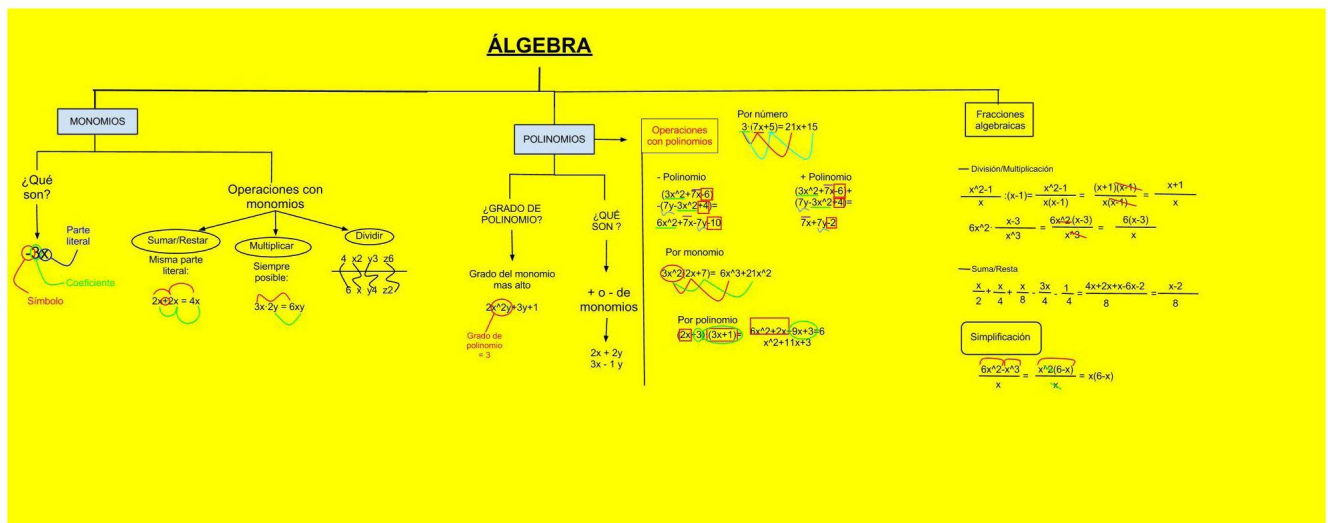 ÁLGEBRA
MONOMIOS
¿Qué
son?
-3x
Parte
literal
Coeficiente
Símbolo
Operaciones con
monomios
Sumar/Restar
Misma parte
literal:
2x+2x = 4x
Multiplicar
Siempre
posible:
3x·2y = 6xy
Dividir
4 x2 y3 z6
6 x y4 z2
POLINOMIOS
¿GRADO DE
POLINOMIO?
Grado del monomio
mas alto
2x^2y+3y+1
Grado de
polinomio
= 3
¿QUÉ
SON ?
+ o - de
monomios
2x + 2y
3x - 1 y
Operaciones
con polinomios
Por número
3·(7x+5)= 21x+15
- Polinomio
(3x^2+7x-6)
-(7y-3x^2+4)=
6x^2+7x-7y-10
+ Polinomio
(3x^2+7x-6)+
(7y-3x^2+4)=
7x+7y-2
Por monomio
3x^2(2x+7)= 6x^3+21x^2
Por polinomio
(2x+3)·(3x+1)= 6x^2+2x+9x+3=6
x^2+11x+3
Fracciones
algebraicas
— División/Multiplicación
x^2-1
x
:(x-1)=
x^2-1
x(x-1)
=
(x+1)(x-1)
x(x-1)
=
x+1
x
6x^2·
x-3
x^3
=
6x^2·(x-3)
x^3
=
6(x-3)
x
— Suma/Resta
x
2
+
x
4
+
x
8
-
3x
4
-
1
4
=
4x+2x+x-6x-2
8
=
x-2
8
Simplificación
6x^2-x^3
x
=
x^2(6-x)
x
= x(6-x)